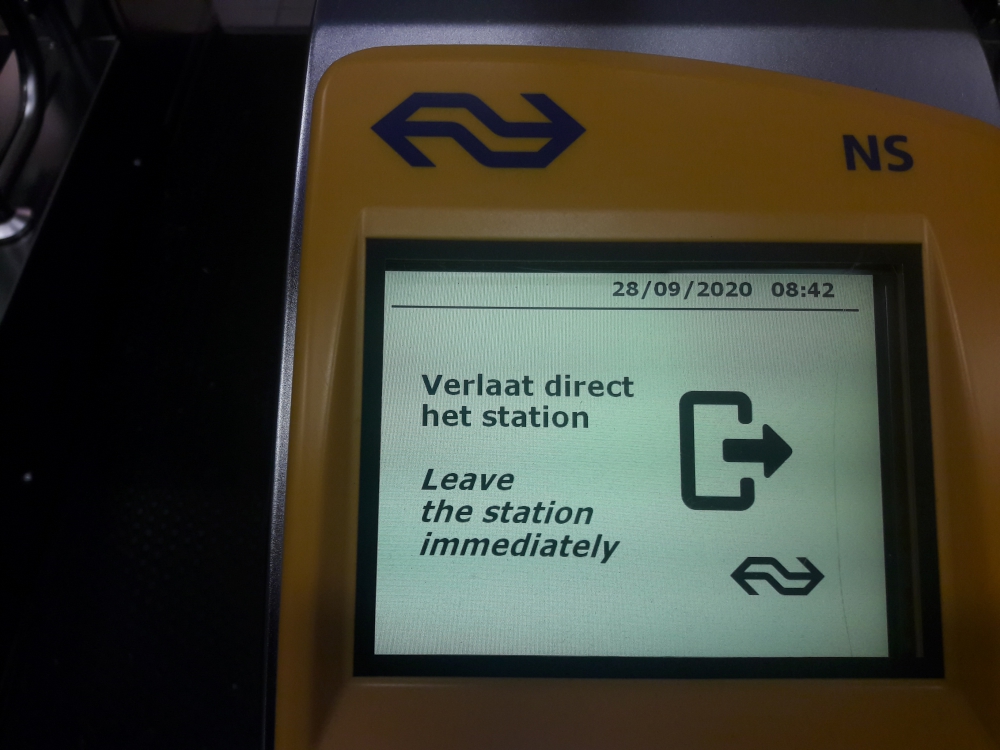 NS
28/09/2020 08:42
Verlaat direct
het station
Leave
the station
immediately